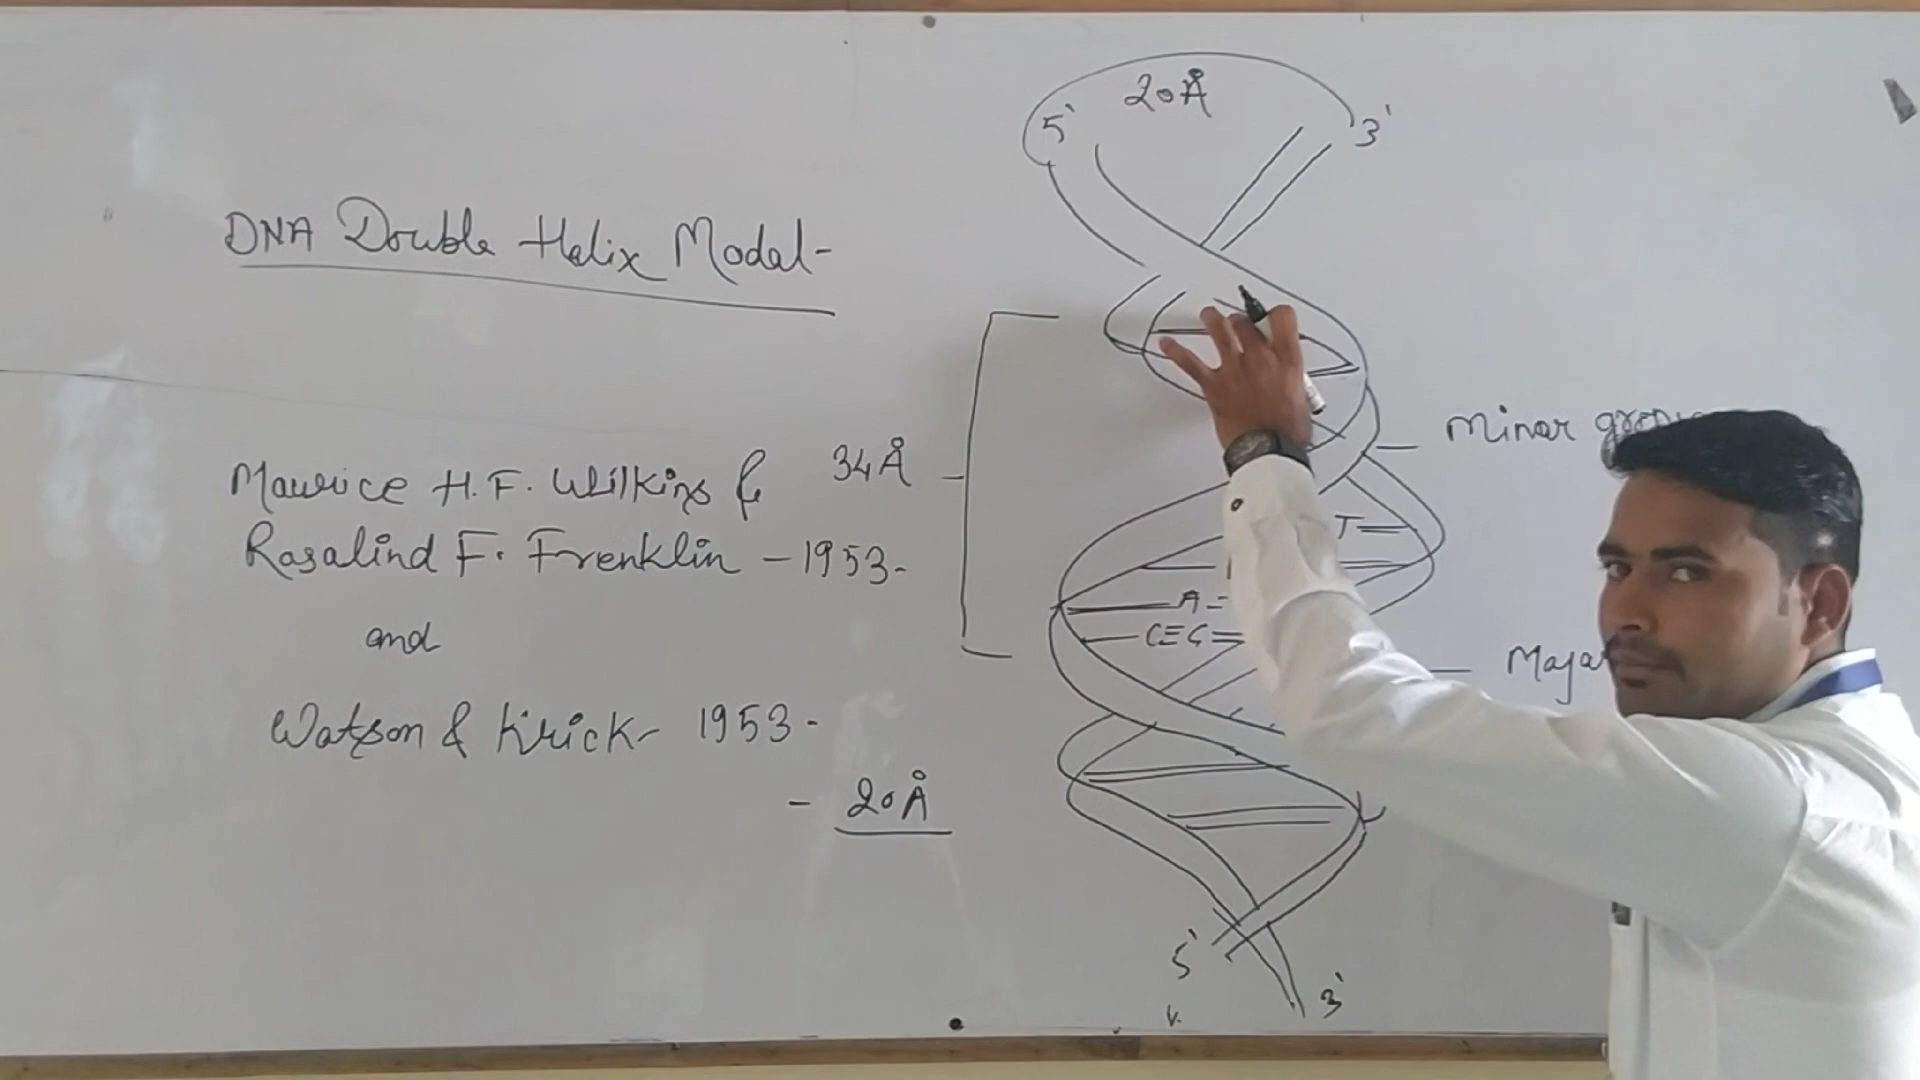 20Å
5' 3'
DNA Double Helix Modal-
Minor
Maurice H.F. Wilkins & 34Å
Rosalind F. Frenklin - 1953-
T=
A=
C≡G=
and
Watson & Krick- 1953-
- 20Å
5'
3'